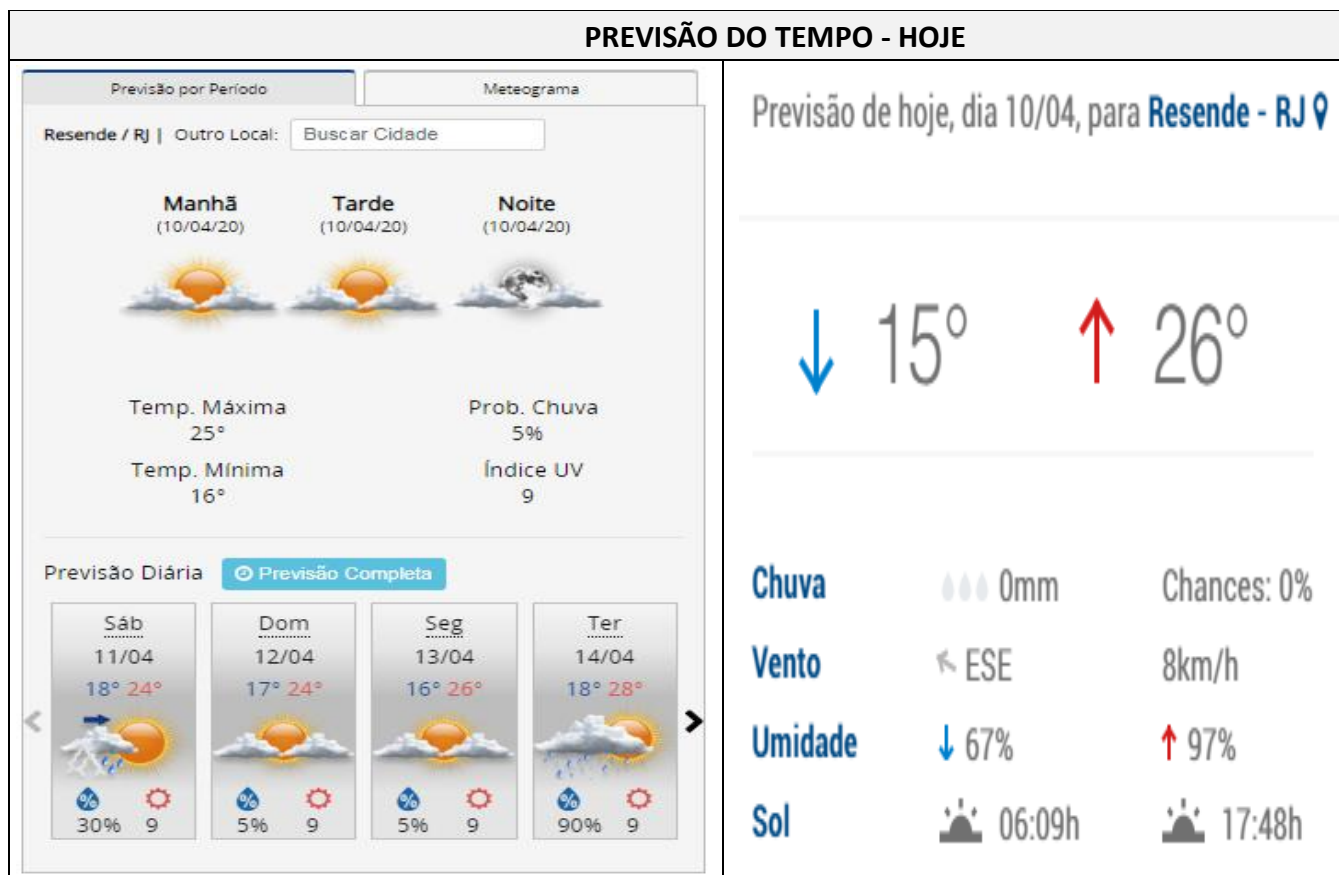 PREVISÃO DO TEMPO - HOJE
Previsão por Período
Meteograma
Resende / RJ | Outro Local: Buscar Cidade
Manhã Tarde Noite
(10/04/20) (10/04/20) (10/04/20)
Temp. Máxima Prob. Chuva
25° 5%
Temp. Mínima Índice UV
16° 9
Previsão Diária Previsão Completa
Sáb Dom Seg Ter
11/04 12/04 13/04 14/04
18° 24° 17° 24° 16° 26° 18° 28°
% % % %
30% 9 5% 9 5% 9 90% 9
Previsão de hoje, dia 10/04, para Resende - RJ
15° 26°
Chuva 0mm Chances: 0%
Vento ESE 8km/h
Umidade 67% 97%
Sol 06:09h 17:48h